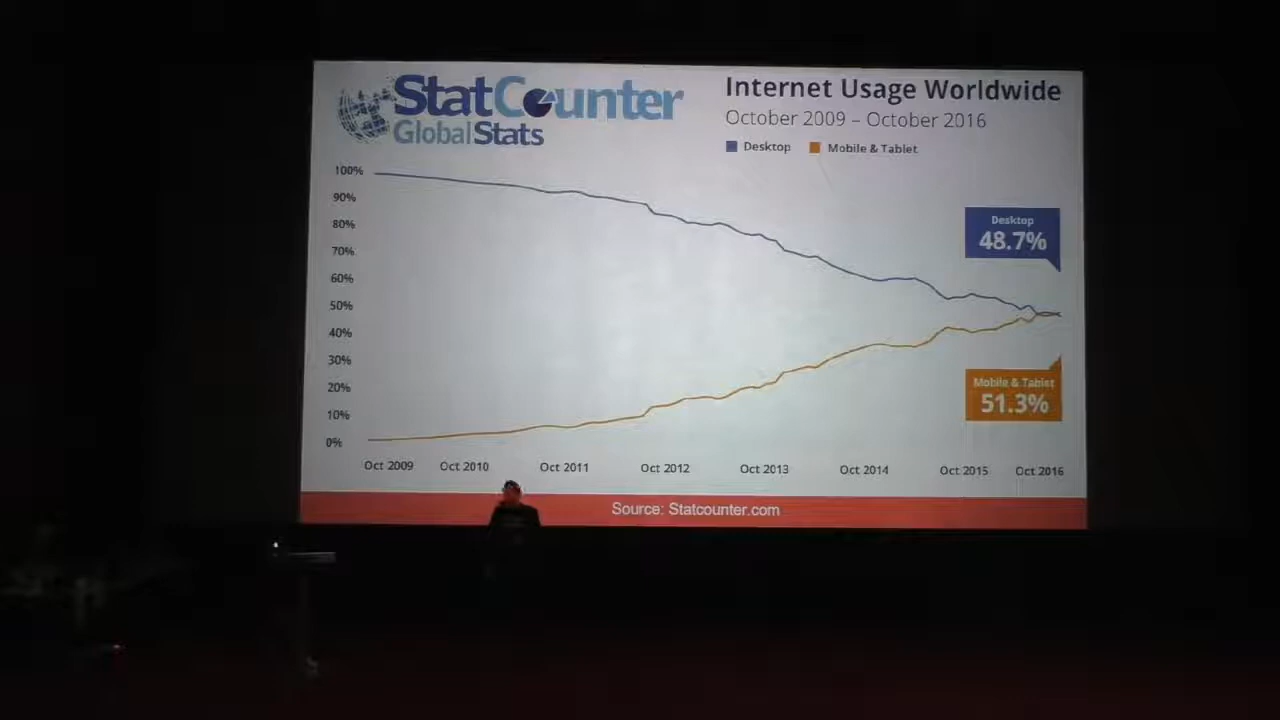 StatCounter
GlobalStats
Internet Usage Worldwide
October 2009 – October 2016
Desktop
Mobile & Tablet
100%
90%
80%
70%
60%
50%
40%
30%
20%
10%
0%
Desktop
48.7%
Mobile & Tablet
51.3%
Oct 2009 Oct 2010 Oct 2011 Oct 2012 Oct 2013 Oct 2014 Oct 2015 Oct 2016
Source: Statcounter.com